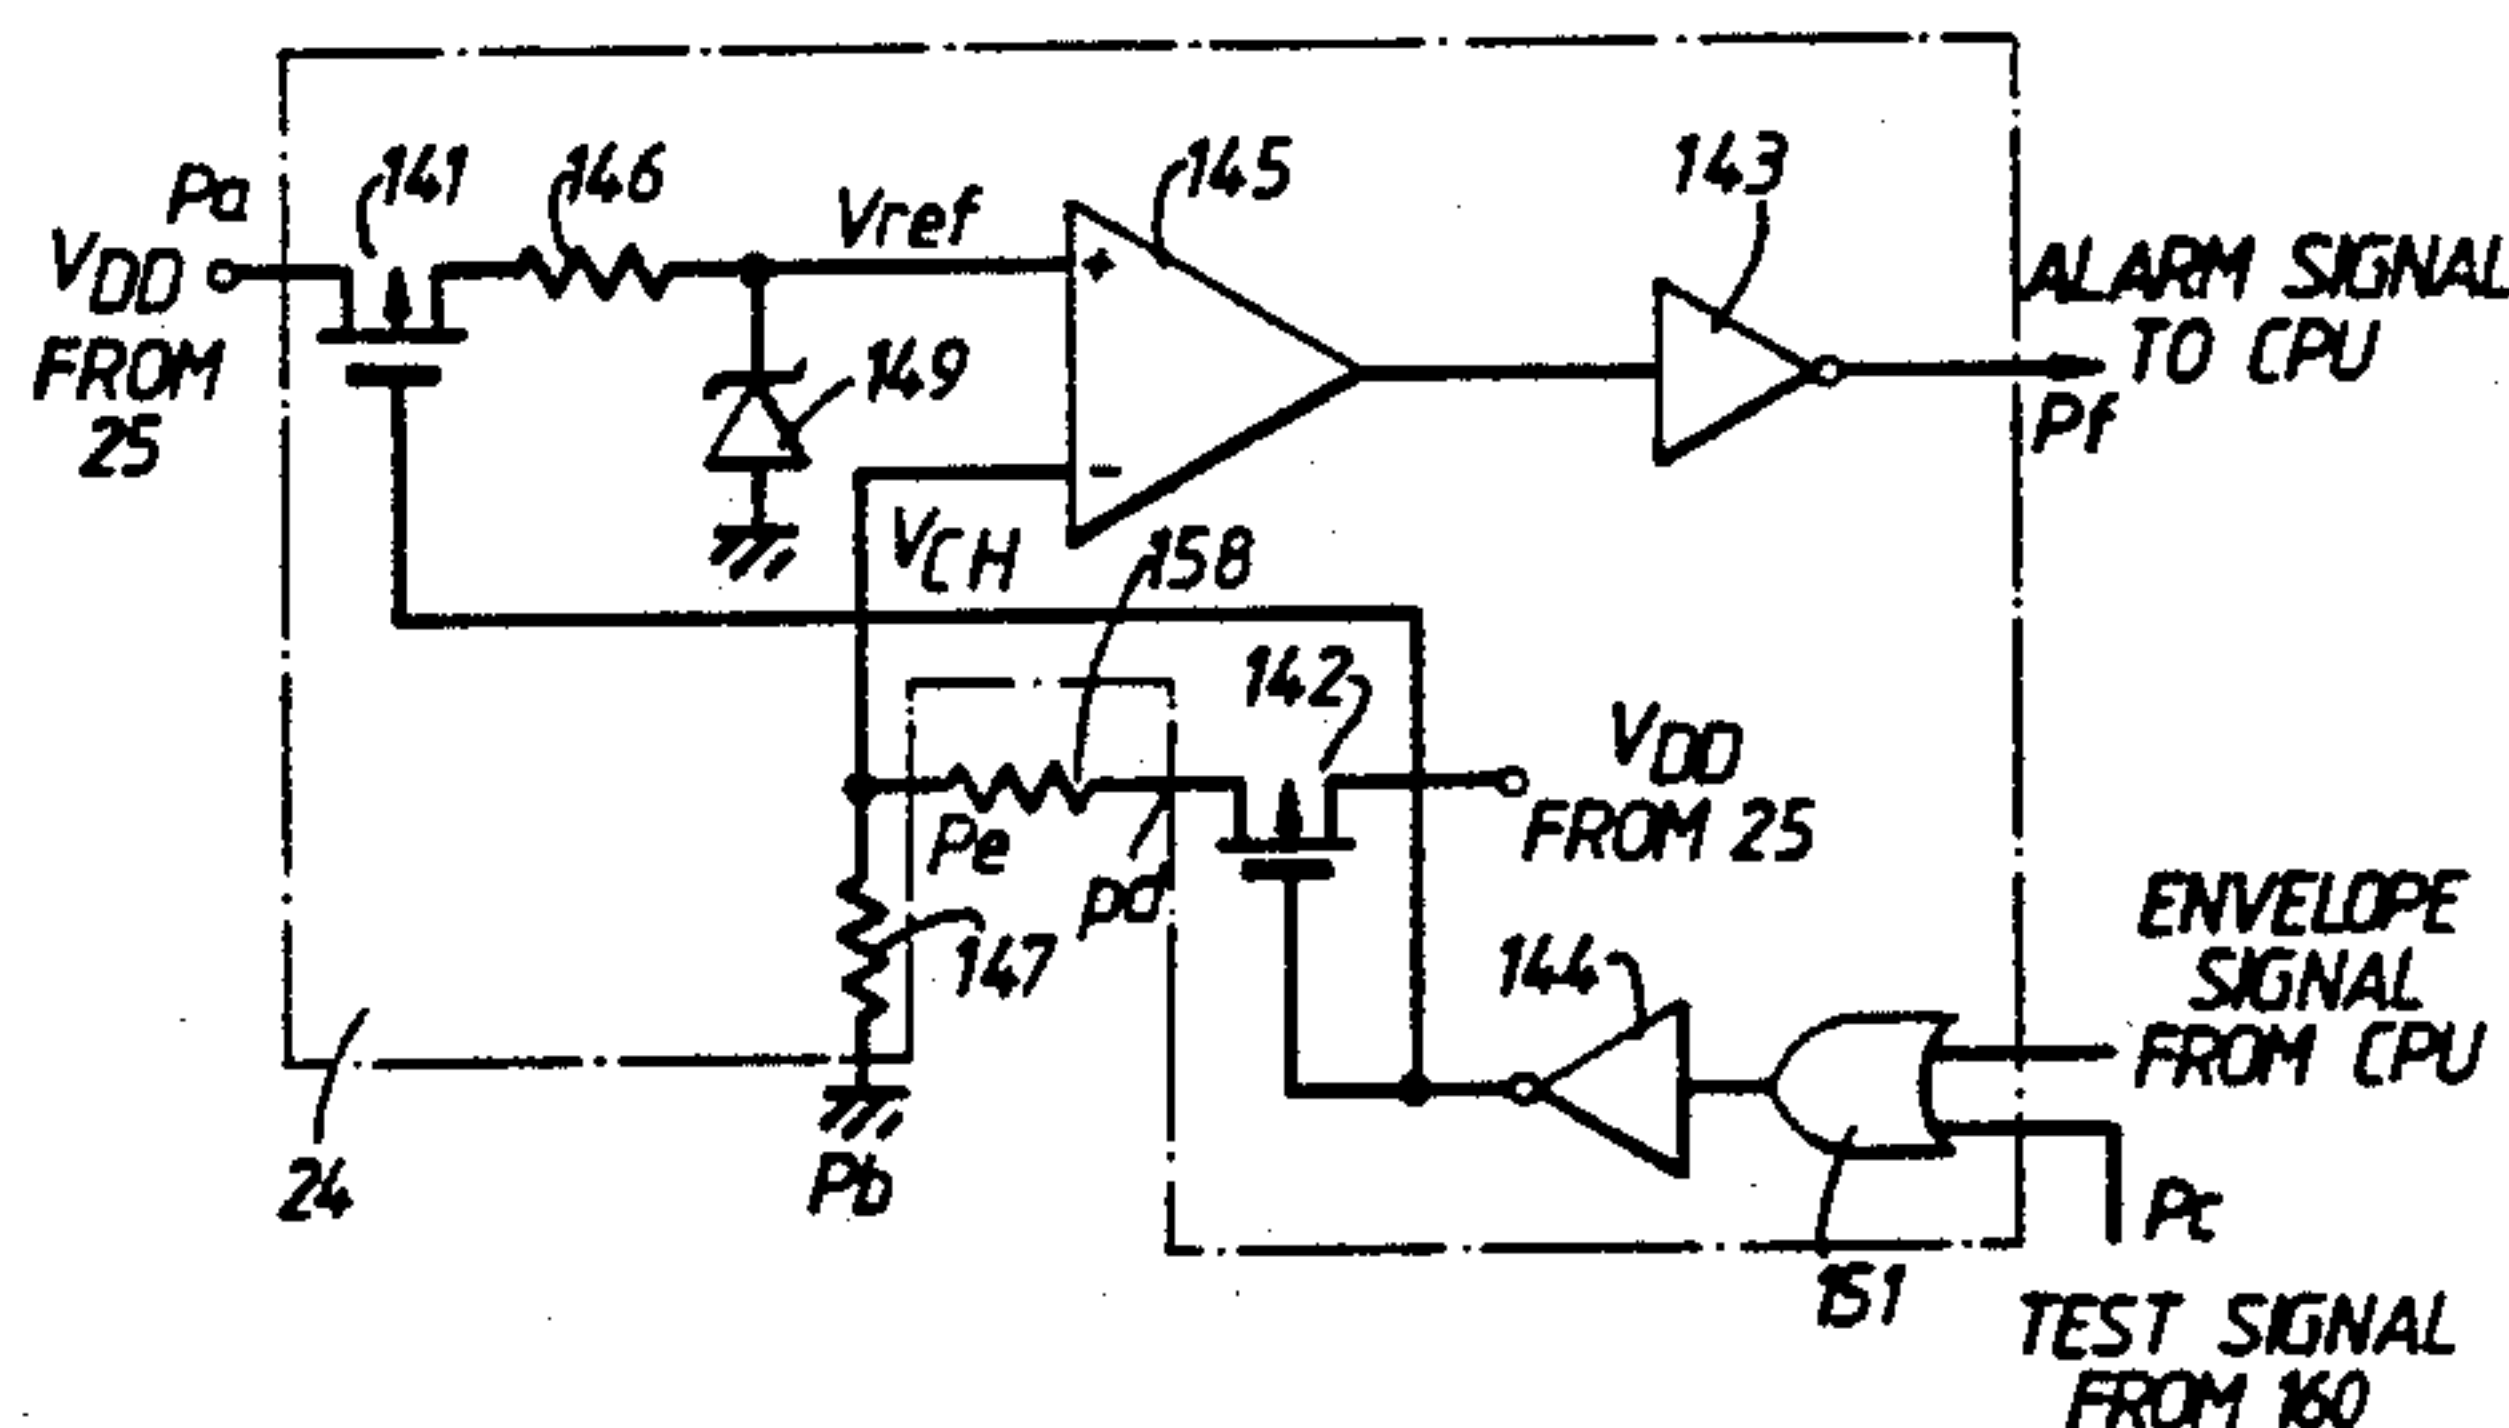 141
146
145
143
Pa
Vref
VDD
FROM
25
+
ALARM SIGNAL
TO CPU
Pf
149
-
VCH
158
142
VDD
FROM 25
Pe
Pd
147
144
ENVELOPE
SIGNAL
FROM CPU
24
Pb
Pc
151
TEST SIGNAL
FROM 160